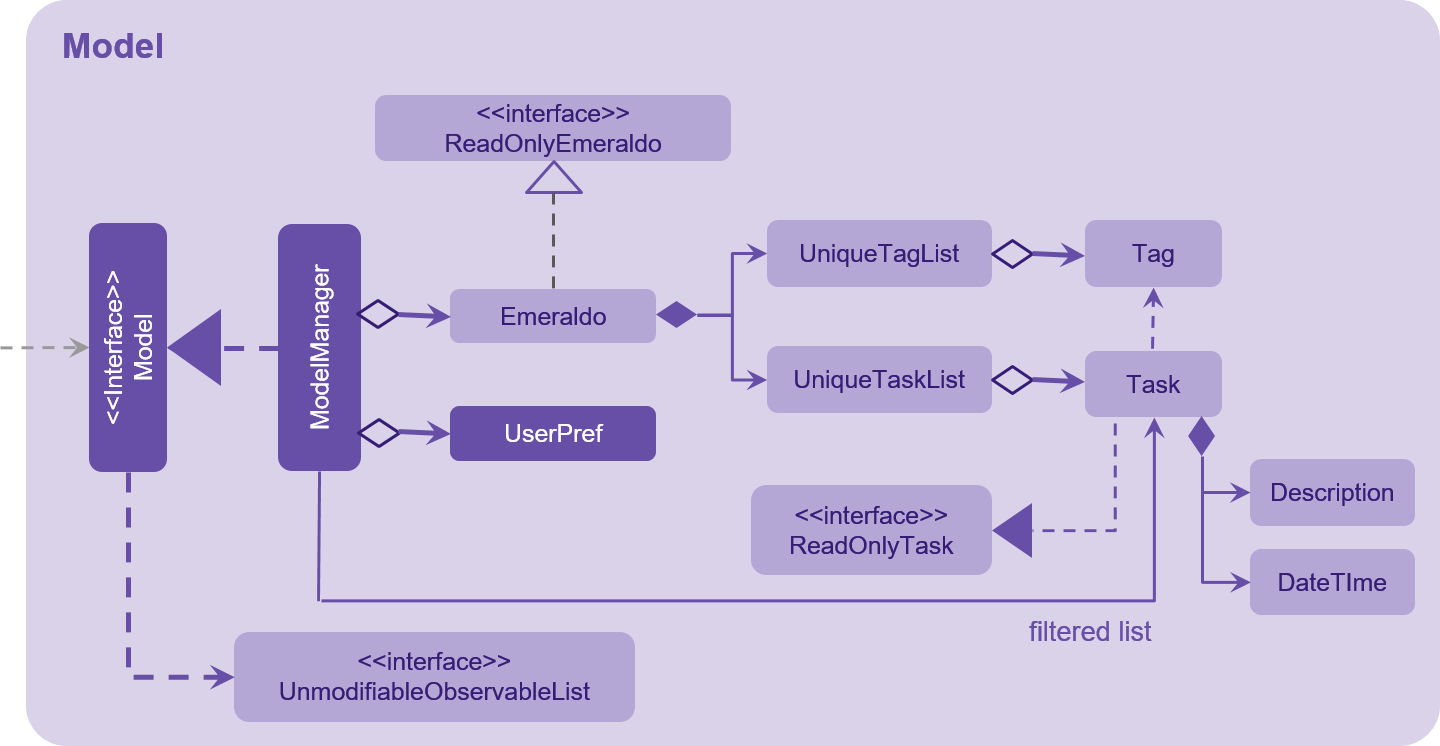 Model
<<interface>>
ReadOnlyEmeraldo
<<Interface>>
Model
ModelManager
Emeraldo
UserPref
UniqueTagList
Tag
UniqueTaskList
Task
<<interface>>
ReadOnlyTask
Description
DateTIme
filtered list
<<interface>>
UnmodifiableObservableList